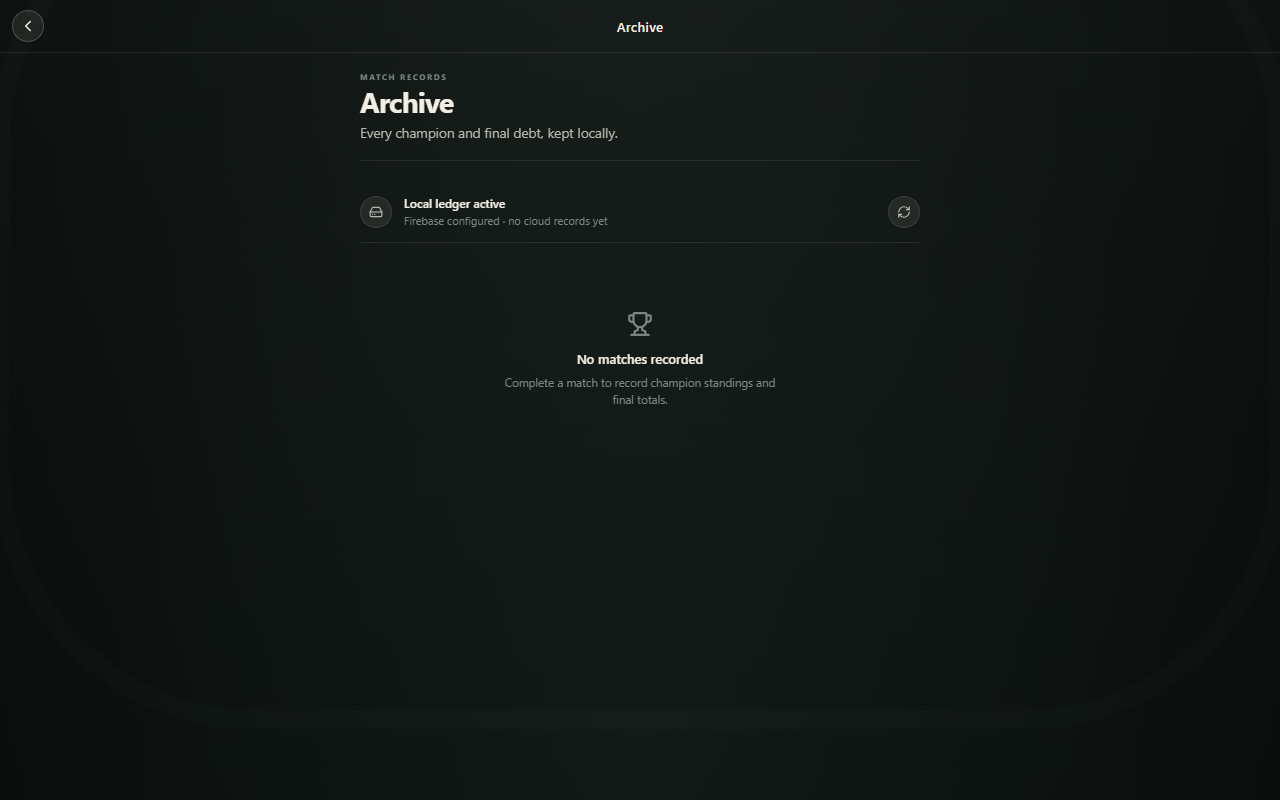 Archive
MATCH RECORDS
Archive
Every champion and final debt, kept locally.
Local ledger active
Firebase configured · no cloud records yet
No matches recorded
Complete a match to record champion standings and
final totals.